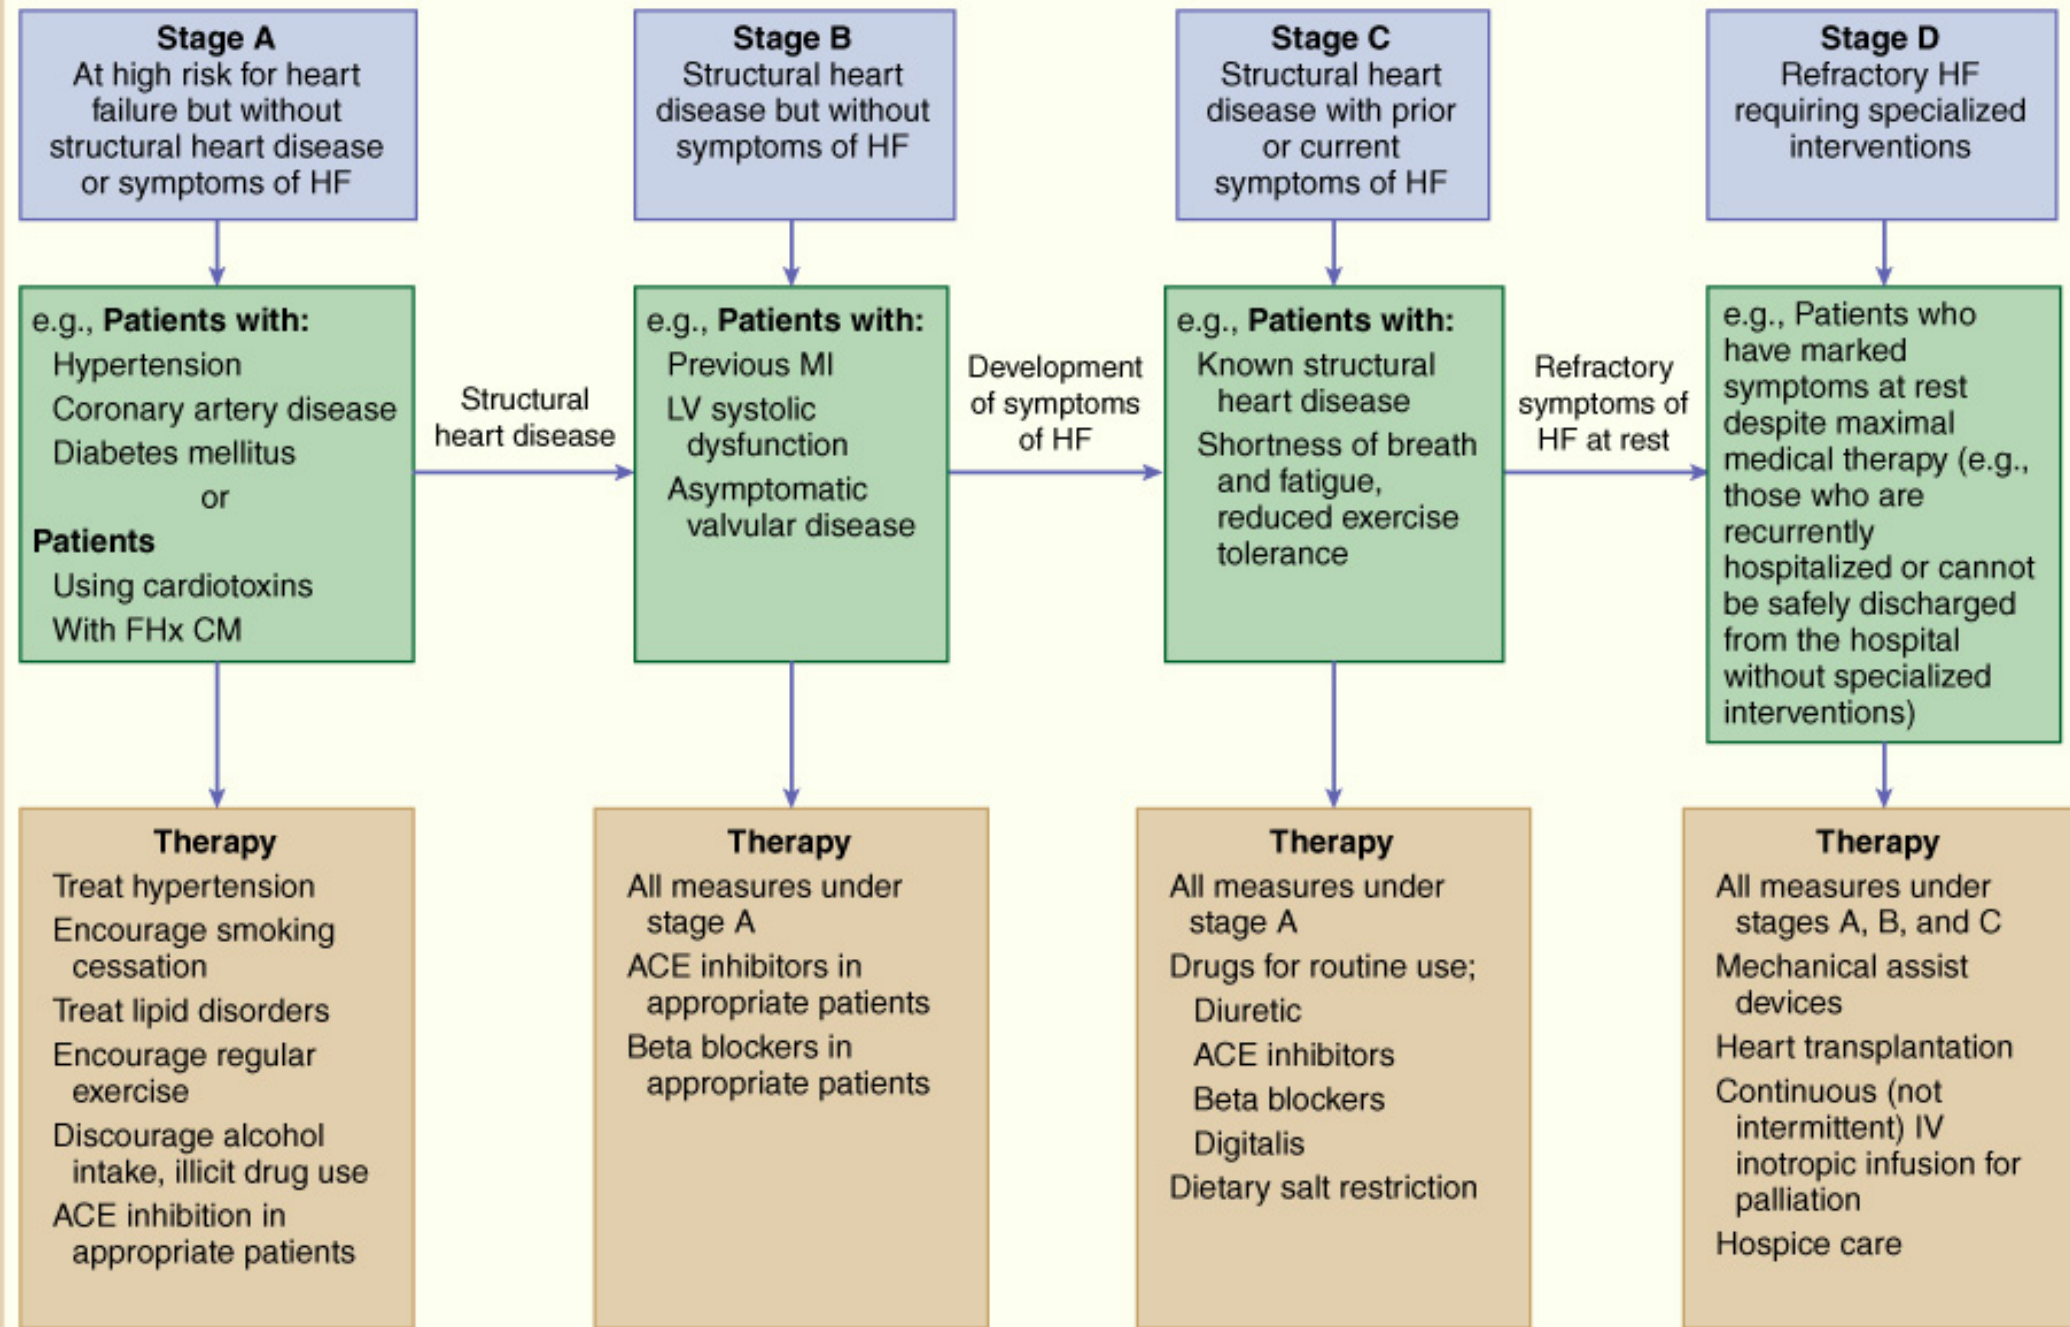 Stage A
At high risk for heart
failure but without
structural heart disease
or symptoms of HF
Stage B
Structural heart
disease but without
symptoms of HF
Stage C
Structural heart
disease with prior
or current
symptoms of HF
Stage D
Refractory HF
requiring specialized
interventions
e.g., Patients with:
Hypertension
Coronary artery disease
Diabetes mellitus
or
Patients
Using cardiotoxins
With FHx CM
Structural
heart disease
e.g., Patients with:
Previous MI
LV systolic
dysfunction
Asymptomatic
valvular disease
Development
of symptoms
of HF
e.g., Patients with:
Known structural
heart disease
Shortness of breath
and fatigue,
reduced exercise
tolerance
Refractory
symptoms of
HF at rest
e.g., Patients who
have marked
symptoms at rest
despite maximal
medical therapy (e.g.,
those who are
recurrently
hospitalized or cannot
be safely discharged
from the hospital
without specialized
interventions)
Therapy
Treat hypertension
Encourage smoking
cessation
Treat lipid disorders
Encourage regular
exercise
Discourage alcohol
intake, illicit drug use
ACE inhibition in
appropriate patients
Therapy
All measures under
stage A
ACE inhibitors in
appropriate patients
Beta blockers in
appropriate patients
Therapy
All measures under
stage A
Drugs for routine use;
Diuretic
ACE inhibitors
Beta blockers
Digitalis
Dietary salt restriction
Therapy
All measures under
stages A, B, and C
Mechanical assist
devices
Heart transplantation
Continuous (not
intermittent) IV
inotropic infusion for
palliation
Hospice care